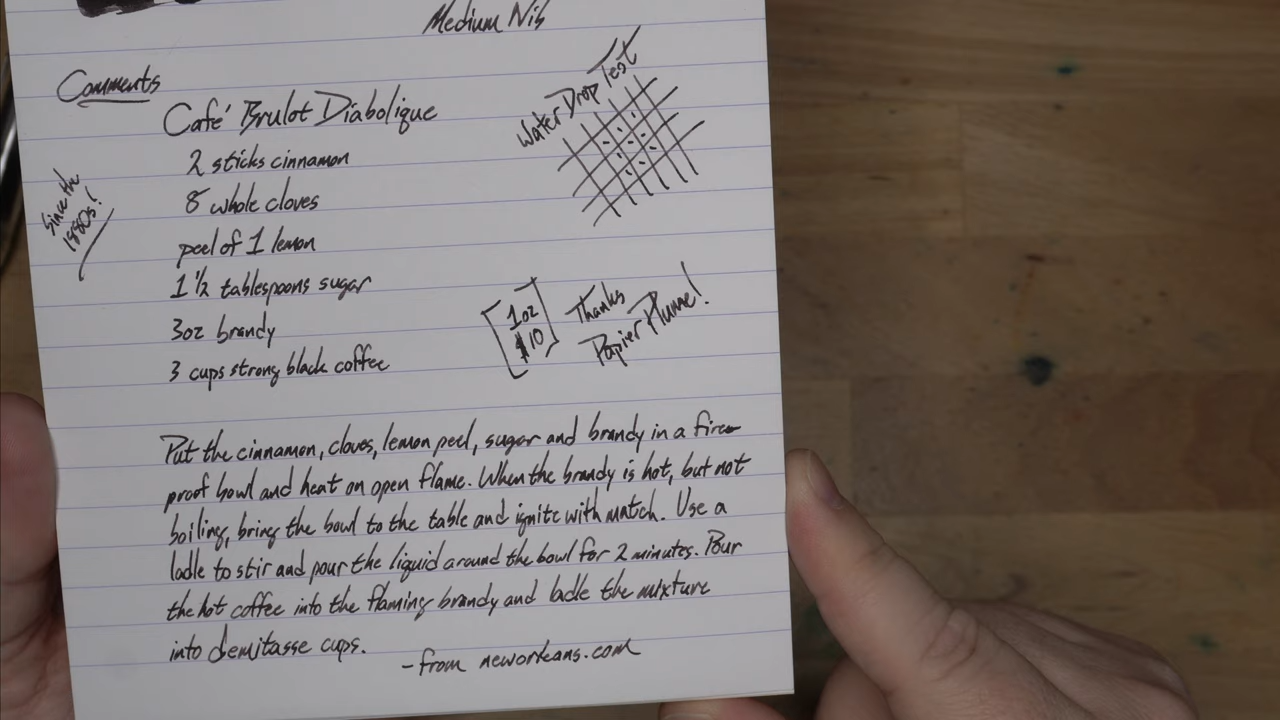 Medium Nib
Comments
Water Drop Test
Café Brulot Diabolique
2 sticks cinnamon
8 whole cloves
Since the
1880s!
peel of 1 lemon
1 1/2 tablespoons sugar
3oz brandy
3 cups strong black coffee
1oz
$10
Thanks
Papier Plume!
Put the cinnamon, cloves, lemon peel, sugar and brandy in a fire-
proof bowl and heat on open flame. When the brandy is hot, but not
boiling, bring the bowl to the table and ignite with match. Use a
ladle to stir and pour the liquid around the bowl for 2 minutes. Pour
the hot coffee into the flaming brandy and ladle the mixture
into demitasse cups.
- from neworleans.com